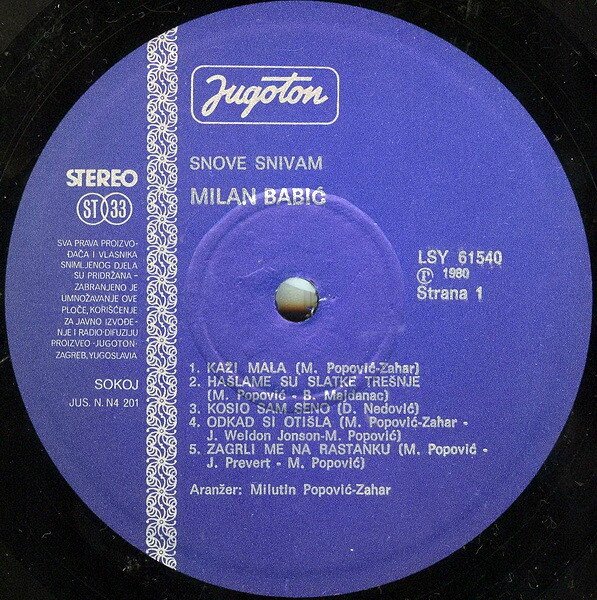 Jugoton
SNOVE SNIVAM
MILAN BABIĆ
STEREO
ST 33
SVA PRAVA PROIZVO-
ĐAČA I VLASNIKA
SNIMLJENOG DJELA
SU PRIDRŽANA -
ZABRANJENO JE
UMNOŽAVANJE OVE
PLOČE, KORIŠĆENJE
ZA JAVNO IZVOĐE-
NJE I RADIO-DIFUZIJU
PROIZVEO ·JUGOTON·
ZAGREB, YUGOSLAVIA
SOKOJ
JUS. N. N4 201
LSY 61540
℗ 1980
Strana 1
1. KAŽI MALA (M. Popović-Zahar)
2. HAŠLAME SU SLATKE TREŠNJE
(M. Popović - B. Majdanac)
3. KOSIO SAM SENO (D. Nedović)
4. ODKAD SI OTIŠLA (M. Popović-Zahar -
J. Weldon Jonson-M. Popović)
5. ZAGRLI ME NA RASTANKU (M. Popović -
J. Prevert - M. Popović)
Aranžer: Milutin Popović-Zahar